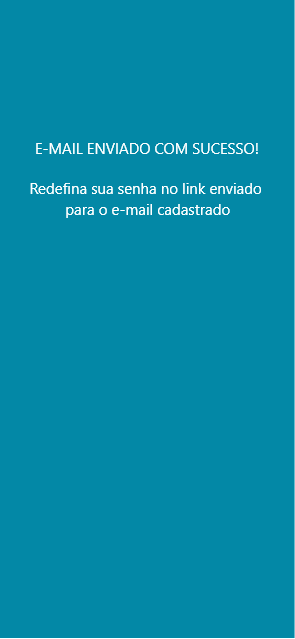 E-MAIL ENVIADO COM SUCESSO!
Redefina sua senha no link enviado
para o e-mail cadastrado